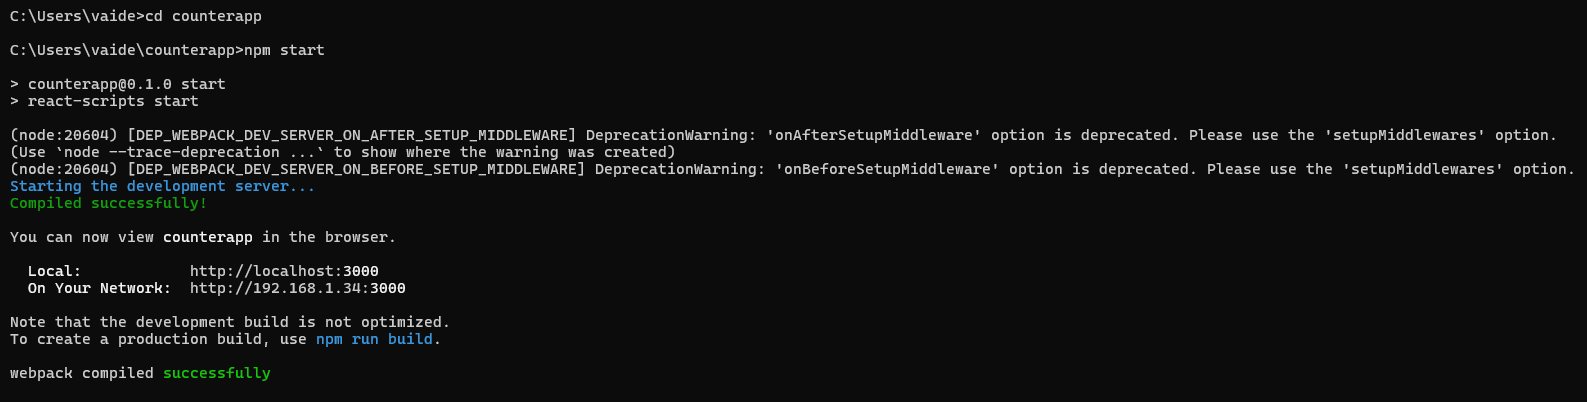 C:\Users\vaide>cd counterapp
C:\Users\vaide\counterapp>npm start
> counterapp@0.1.0 start
> react-scripts start
(node:20604) [DEP_WEBPACK_DEV_SERVER_ON_AFTER_SETUP_MIDDLEWARE] DeprecationWarning: 'onAfterSetupMiddleware' option is deprecated. Please use the 'setupMiddlewares' option.
(Use `node --trace-deprecation ...` to show where the warning was created)
(node:20604) [DEP_WEBPACK_DEV_SERVER_ON_BEFORE_SETUP_MIDDLEWARE] DeprecationWarning: 'onBeforeSetupMiddleware' option is deprecated. Please use the 'setupMiddlewares' option.
Starting the development server...
Compiled successfully!
You can now view counterapp in the browser.
Local:            http://localhost:3000
On Your Network:  http://192.168.1.34:3000
Note that the development build is not optimized.
To create a production build, use npm run build.
webpack compiled successfully